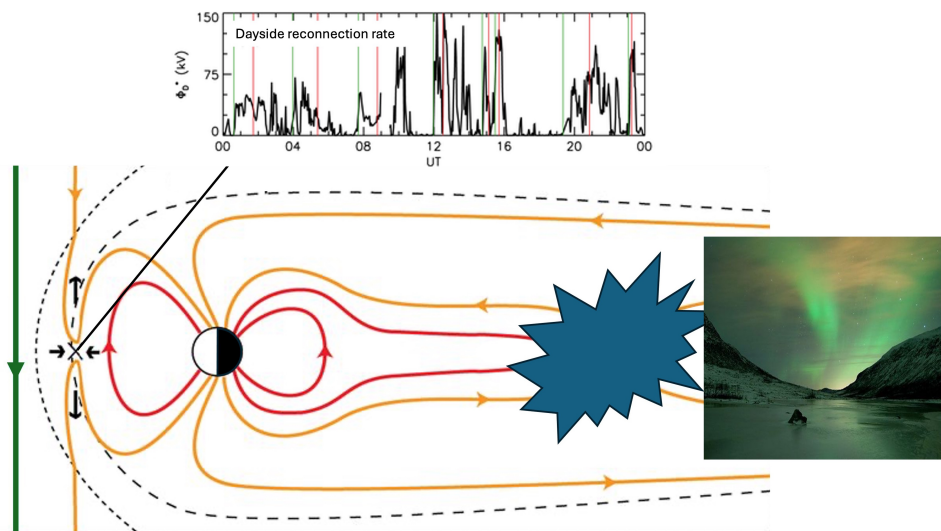 Dayside reconnection rate
150
75
0
Φ_D* (kV)
00 04 08 12 16 20 00
UT